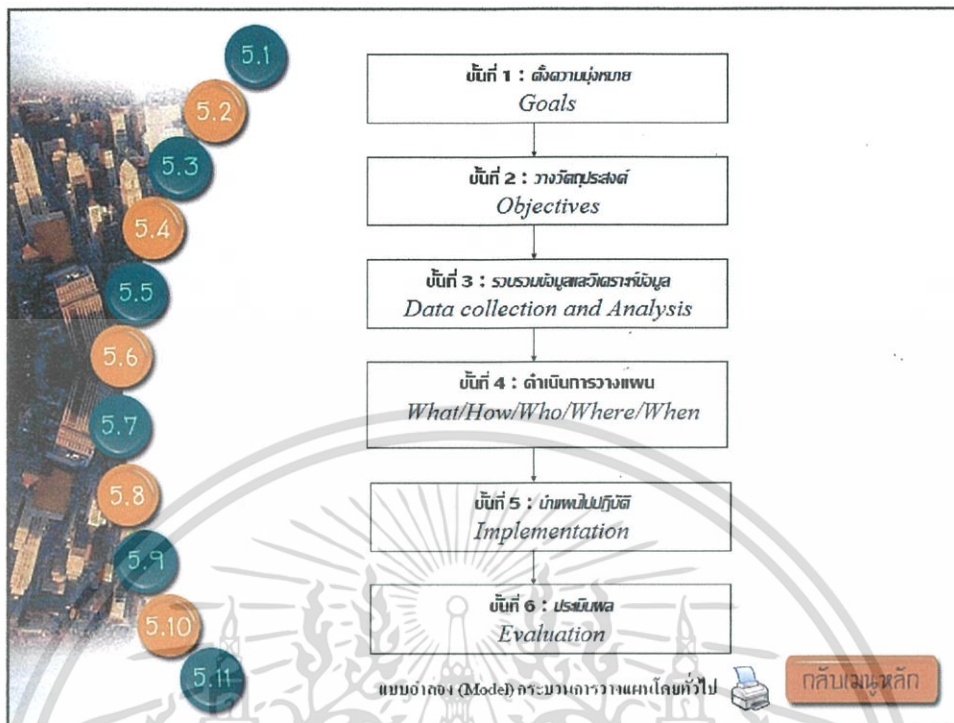 5.1
5.2
5.3
5.4
5.5
5.6
5.7
5.8
5.9
5.10
5.11
ขั้นที่ 1 : ตั้งความมุ่งหมาย
Goals
ขั้นที่ 2 : วางวัตถุประสงค์
Objectives
ขั้นที่ 3 : รวบรวมข้อมูลและวิเคราะห์ข้อมูล
Data collection and Analysis
ขั้นที่ 4 : ดำเนินการวางแผน
What/How/Who/Where/When
ขั้นที่ 5 : นำแผนไปปฏิบัติ
Implementation
ขั้นที่ 6 : ประเมินผล
Evaluation
แบบจำลอง (Model) กระบวนการวางแผนโดยทั่วไป
กลับเมนูหลัก